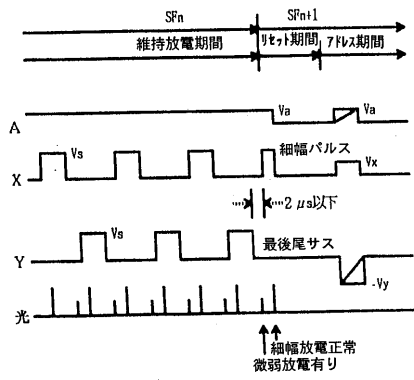 SFn SFn+1
維持放電期間 リセット期間 アドレス期間
A Va Va
X Vs 細幅パルス Vx
2μs以下
Y Vs 最後尾サス -Vy
光
細幅放電正常
微弱放電有り